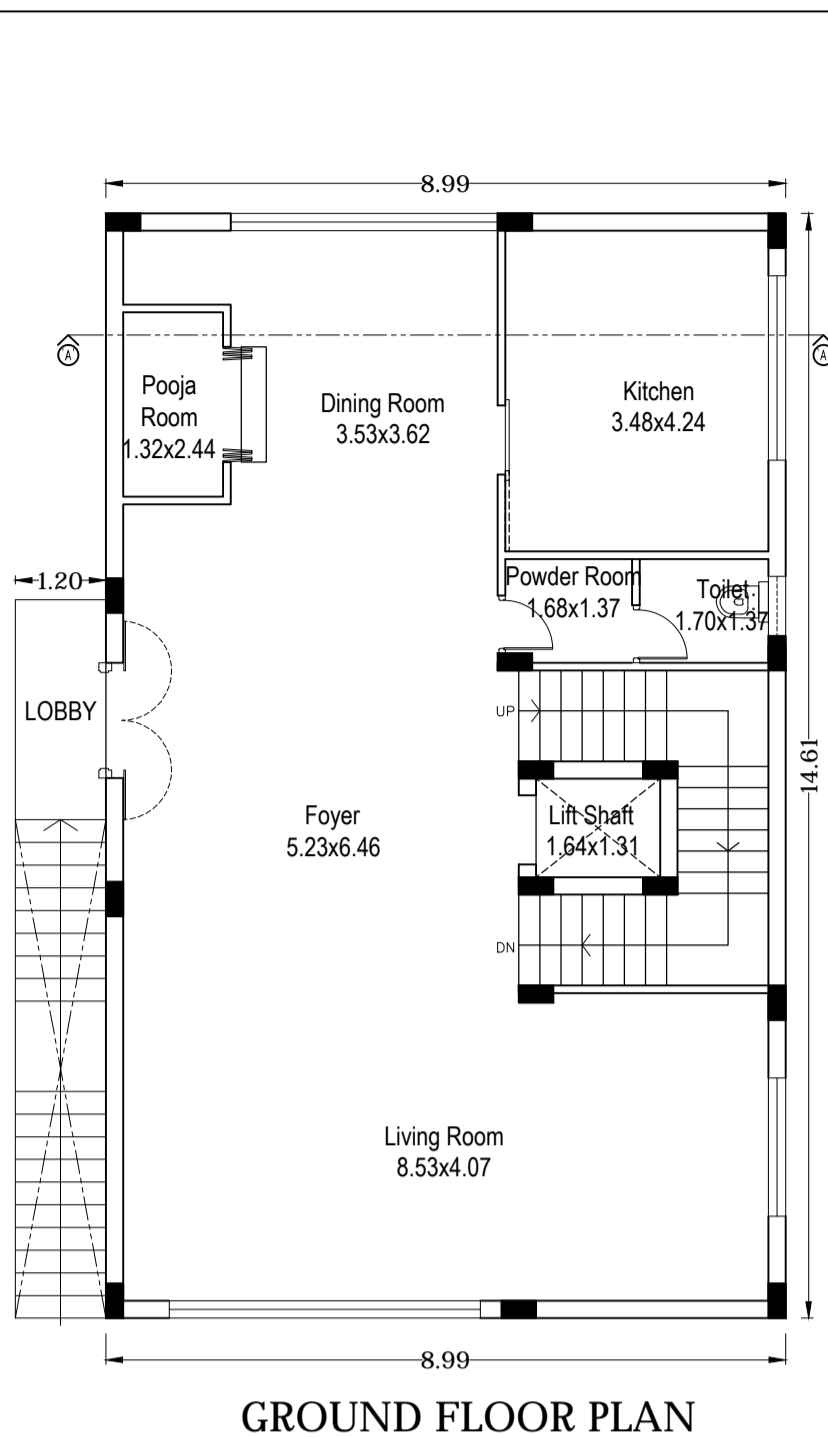 8.99
A
A
Pooja
Room
1.32x2.44
Dining Room
3.53x3.62
Kitchen
3.48x4.24
1.20
Powder Room
1.68x1.37
Toilet
1.70x1.37
LOBBY
UP
14.61
Foyer
5.23x6.46
Lift Shaft
1.64x1.31
DN
Living Room
8.53x4.07
8.99
GROUND FLOOR PLAN